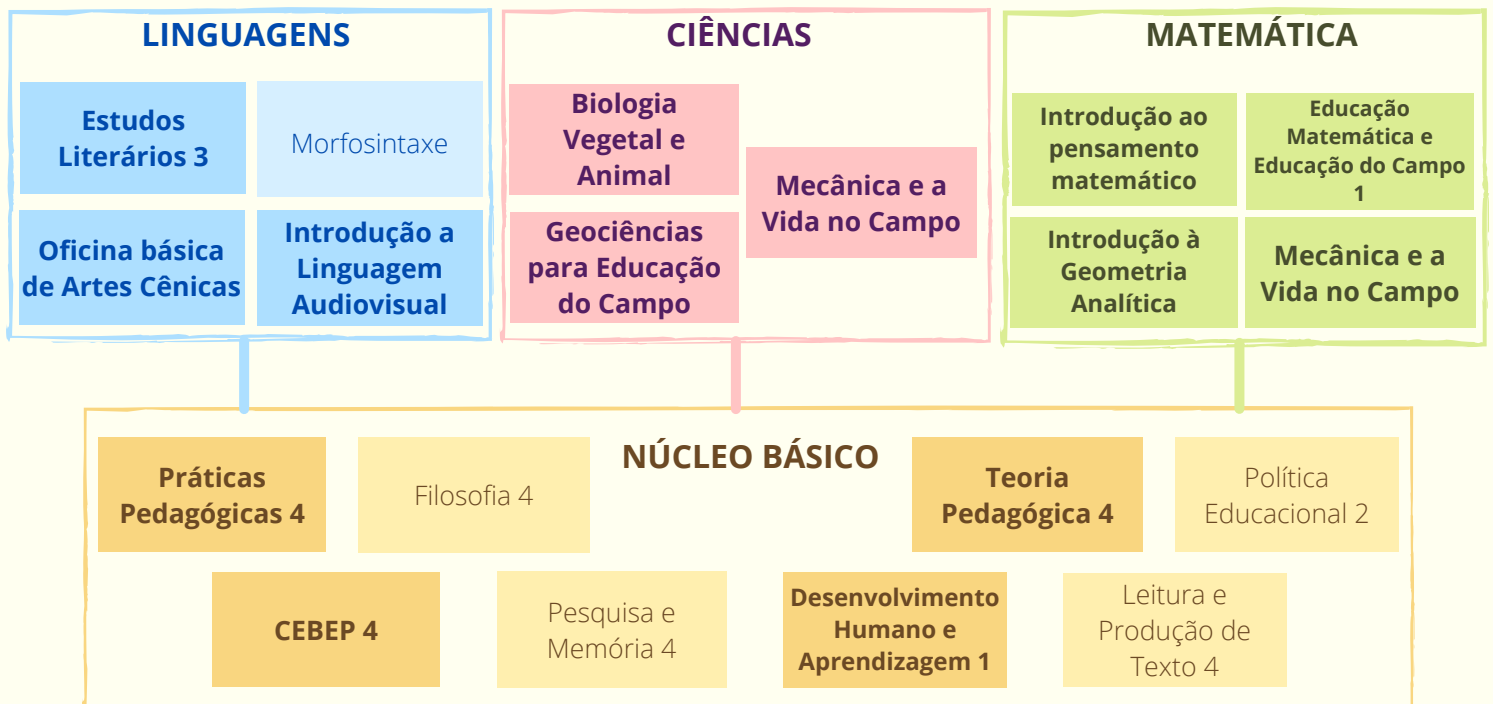 LINGUAGENS
Estudos
Literários 3
Morfosintaxe
Oficina básica
de Artes Cênicas
Introdução a
Linguagem
Audiovisual
CIÊNCIAS
Biologia
Vegetal e
Animal
Mecânica e a
Vida no Campo
Geociências
para Educação
do Campo
MATEMÁTICA
Introdução ao
pensamento
matemático
Educação
Matemática e
Educação do Campo
1
Introdução à
Geometria
Analítica
Mecânica e a
Vida no Campo
NÚCLEO BÁSICO
Práticas
Pedagógicas 4
Filosofia 4
Teoria
Pedagógica 4
Política
Educacional 2
CEBEP 4
Pesquisa e
Memória 4
Desenvolvimento
Humano e
Aprendizagem 1
Leitura e
Produção de
Texto 4